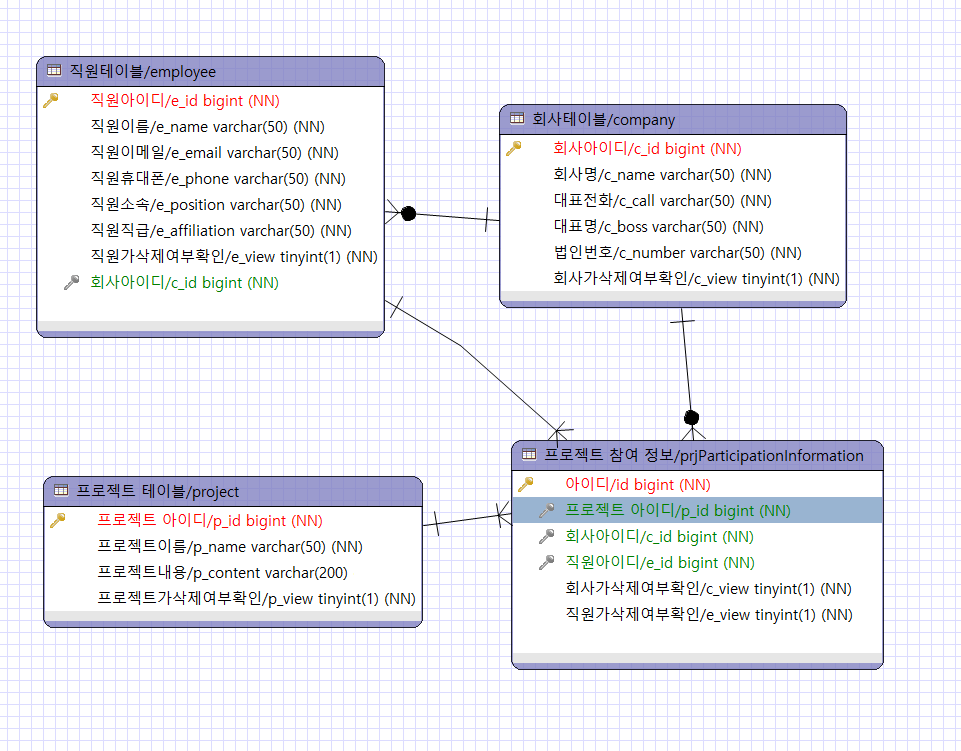 직원테이블/employee
직원아이디/e_id bigint (NN)
직원이름/e_name varchar(50) (NN)
직원이메일/e_email varchar(50) (NN)
직원휴대폰/e_phone varchar(50) (NN)
직원소속/e_position varchar(50) (NN)
직원직급/e_affiliation varchar(50) (NN)
직원가삭제여부확인/e_view tinyint(1) (NN)
회사아이디/c_id bigint (NN)
회사테이블/company
회사아이디/c_id bigint (NN)
회사명/c_name varchar(50) (NN)
대표전화/c_call varchar(50) (NN)
대표명/c_boss varchar(50) (NN)
법인번호/c_number varchar(50) (NN)
회사가삭제여부확인/c_view tinyint(1) (NN)
프로젝트 테이블/project
프로젝트 아이디/p_id bigint (NN)
프로젝트이름/p_name varchar(50) (NN)
프로젝트내용/p_content varchar(200)
프로젝트가삭제여부확인/p_view tinyint(1) (NN)
프로젝트 참여 정보/prjParticipationInformation
아이디/id bigint (NN)
프로젝트 아이디/p_id bigint (NN)
회사아이디/c_id bigint (NN)
직원아이디/e_id bigint (NN)
회사가삭제여부확인/c_view tinyint(1) (NN)
직원가삭제여부확인/e_view tinyint(1) (NN)